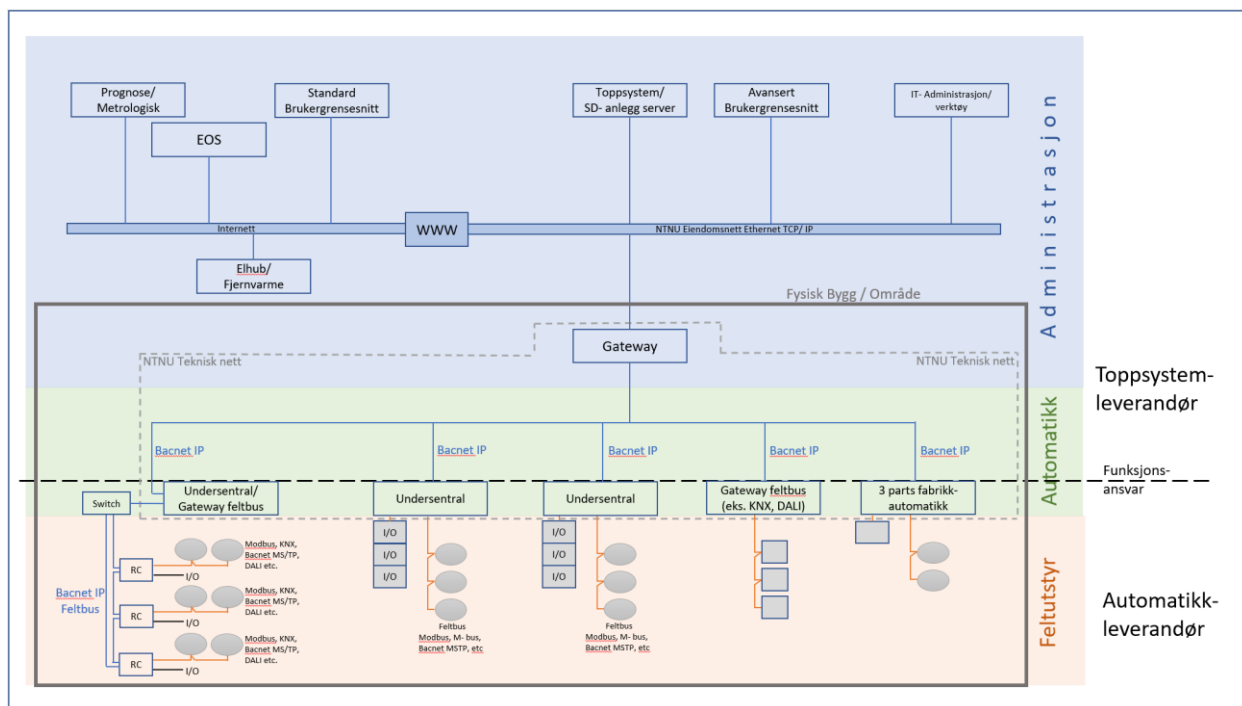 Prognose/
Metrologisk
Standard
Brukergrensesnitt
Toppsystem/
SD- anlegg server
Avansert
Brukergrensesnitt
IT- Administrasjon/
verktøy
EOS
Administrasjon
Internett
WWW
NTNU Eiendomsnett Ethernet TCP/ IP
Elhub/
Fjernvarme
Fysisk Bygg / Område
Gateway
NTNU Teknisk nett
NTNU Teknisk nett
Toppsystem-
leverandør
Automatikk
Bacnet IP
Bacnet IP
Bacnet IP
Bacnet IP
Bacnet IP
Funksjons-
ansvar
Switch
Undersentral/
Gateway feltbus
Undersentral
Undersentral
Gateway feltbus
(eks. KNX, DALI)
3 parts fabrikk-
automatikk
Feltutstyr
Automatikk-
leverandør
Bacnet IP
Feltbus
RC
I/O
Modbus, KNX,
Bacnet MS/TP,
DALI etc.
RC
I/O
Modbus, KNX,
Bacnet MS/TP,
DALI etc.
RC
I/O
Modbus, KNX,
Bacnet MS/TP,
DALI etc.
I/O
I/O
I/O
Feltbus
Modbus, M- bus,
Bacnet MSTP, etc
I/O
I/O
I/O
Feltbus
Modbus, M- bus,
Bacnet MSTP, etc